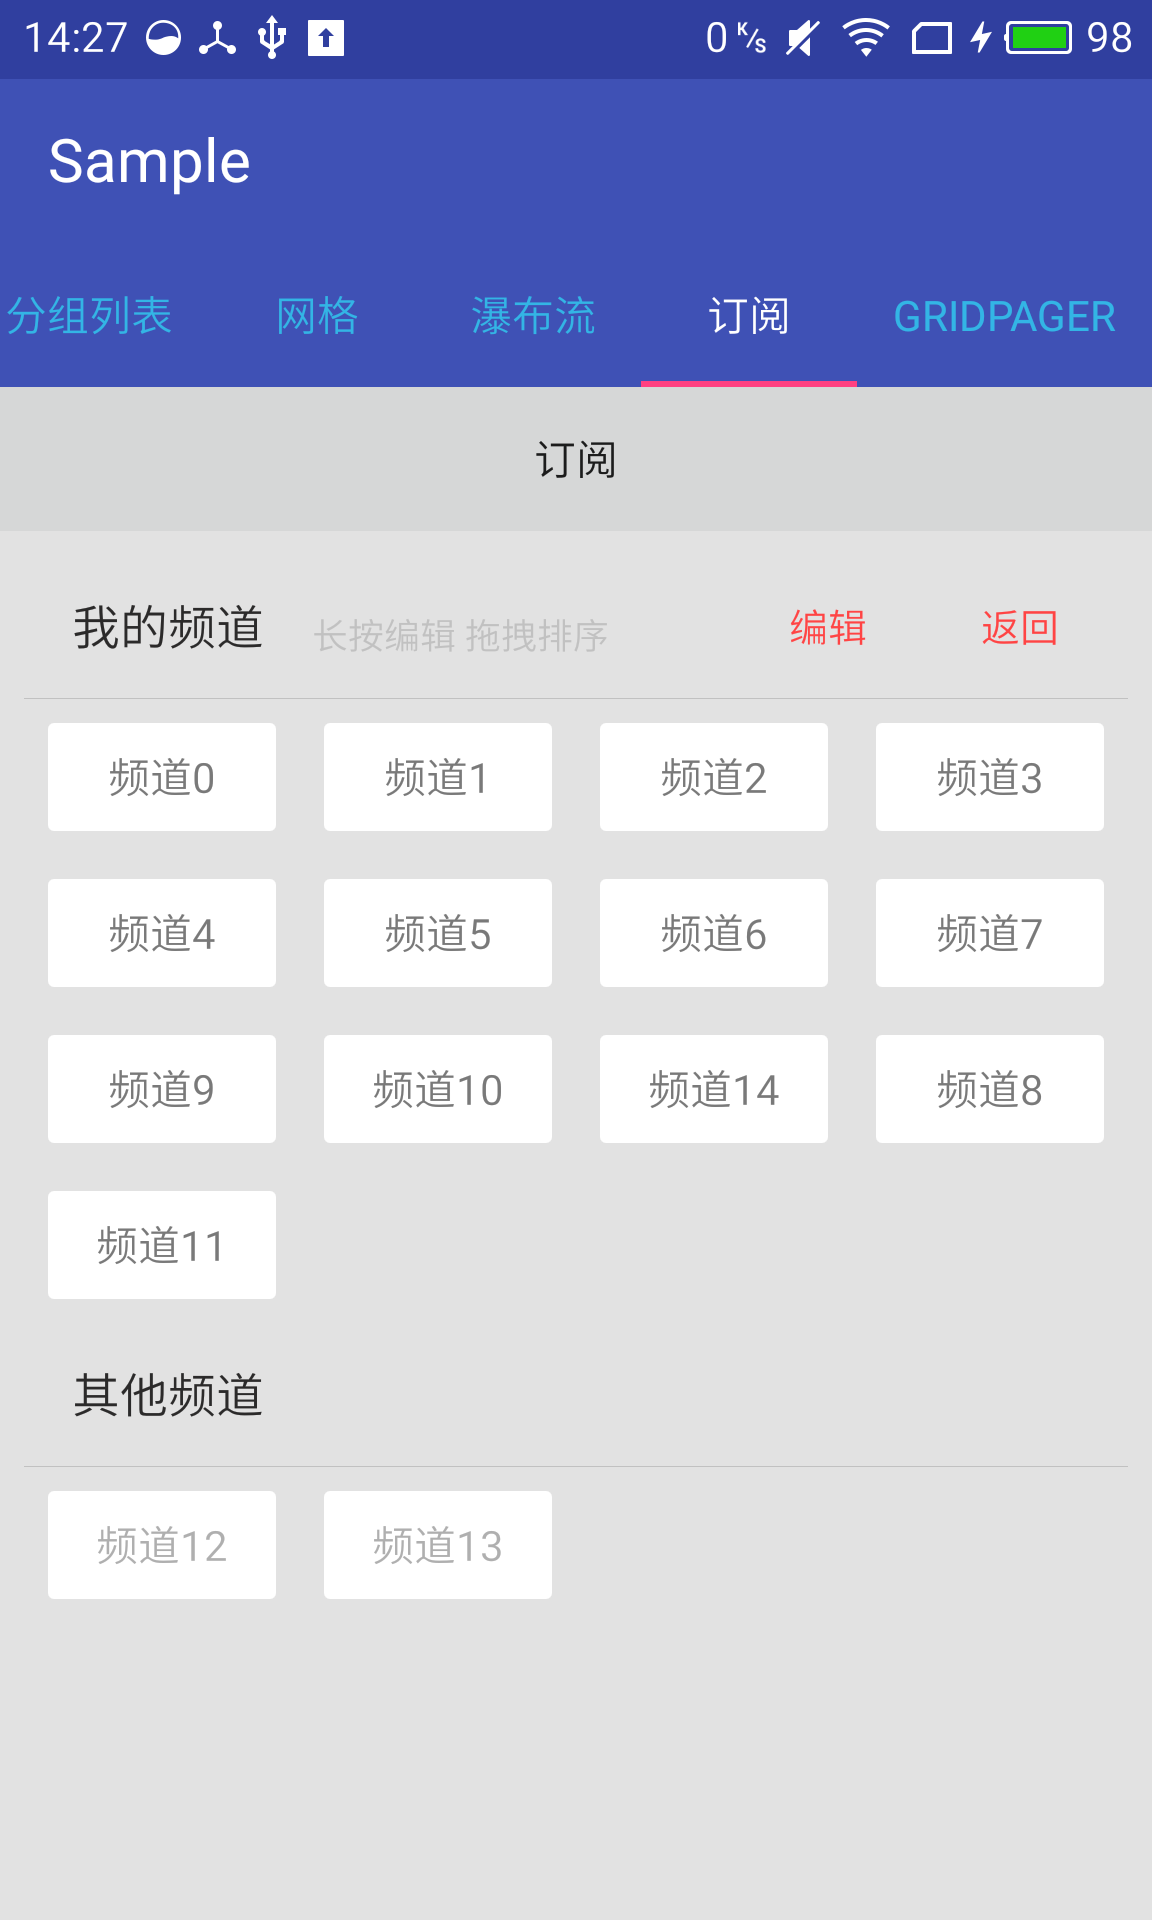 14:27 0 K/s 98
Sample
分组列表 网格 瀑布流 订阅 GRIDPAGER
订阅
我的频道 长按编辑 拖拽排序 编辑 返回
频道0 频道1 频道2 频道3
频道4 频道5 频道6 频道7
频道9 频道10 频道14 频道8
频道11
其他频道
频道12 频道13